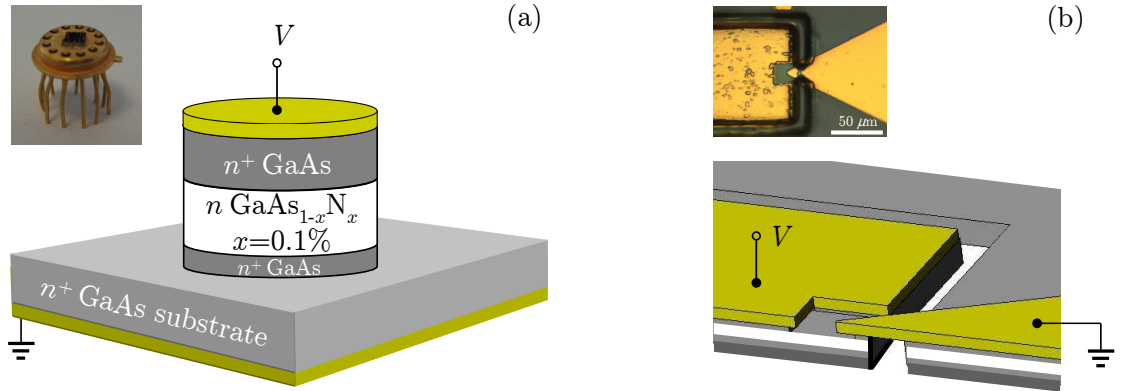 (a)
V
n⁺ GaAs
n GaAs₁₋ₓNₓ
x=0.1%
n⁺ GaAs
n⁺ GaAs substrate
(b)
50 μm
V